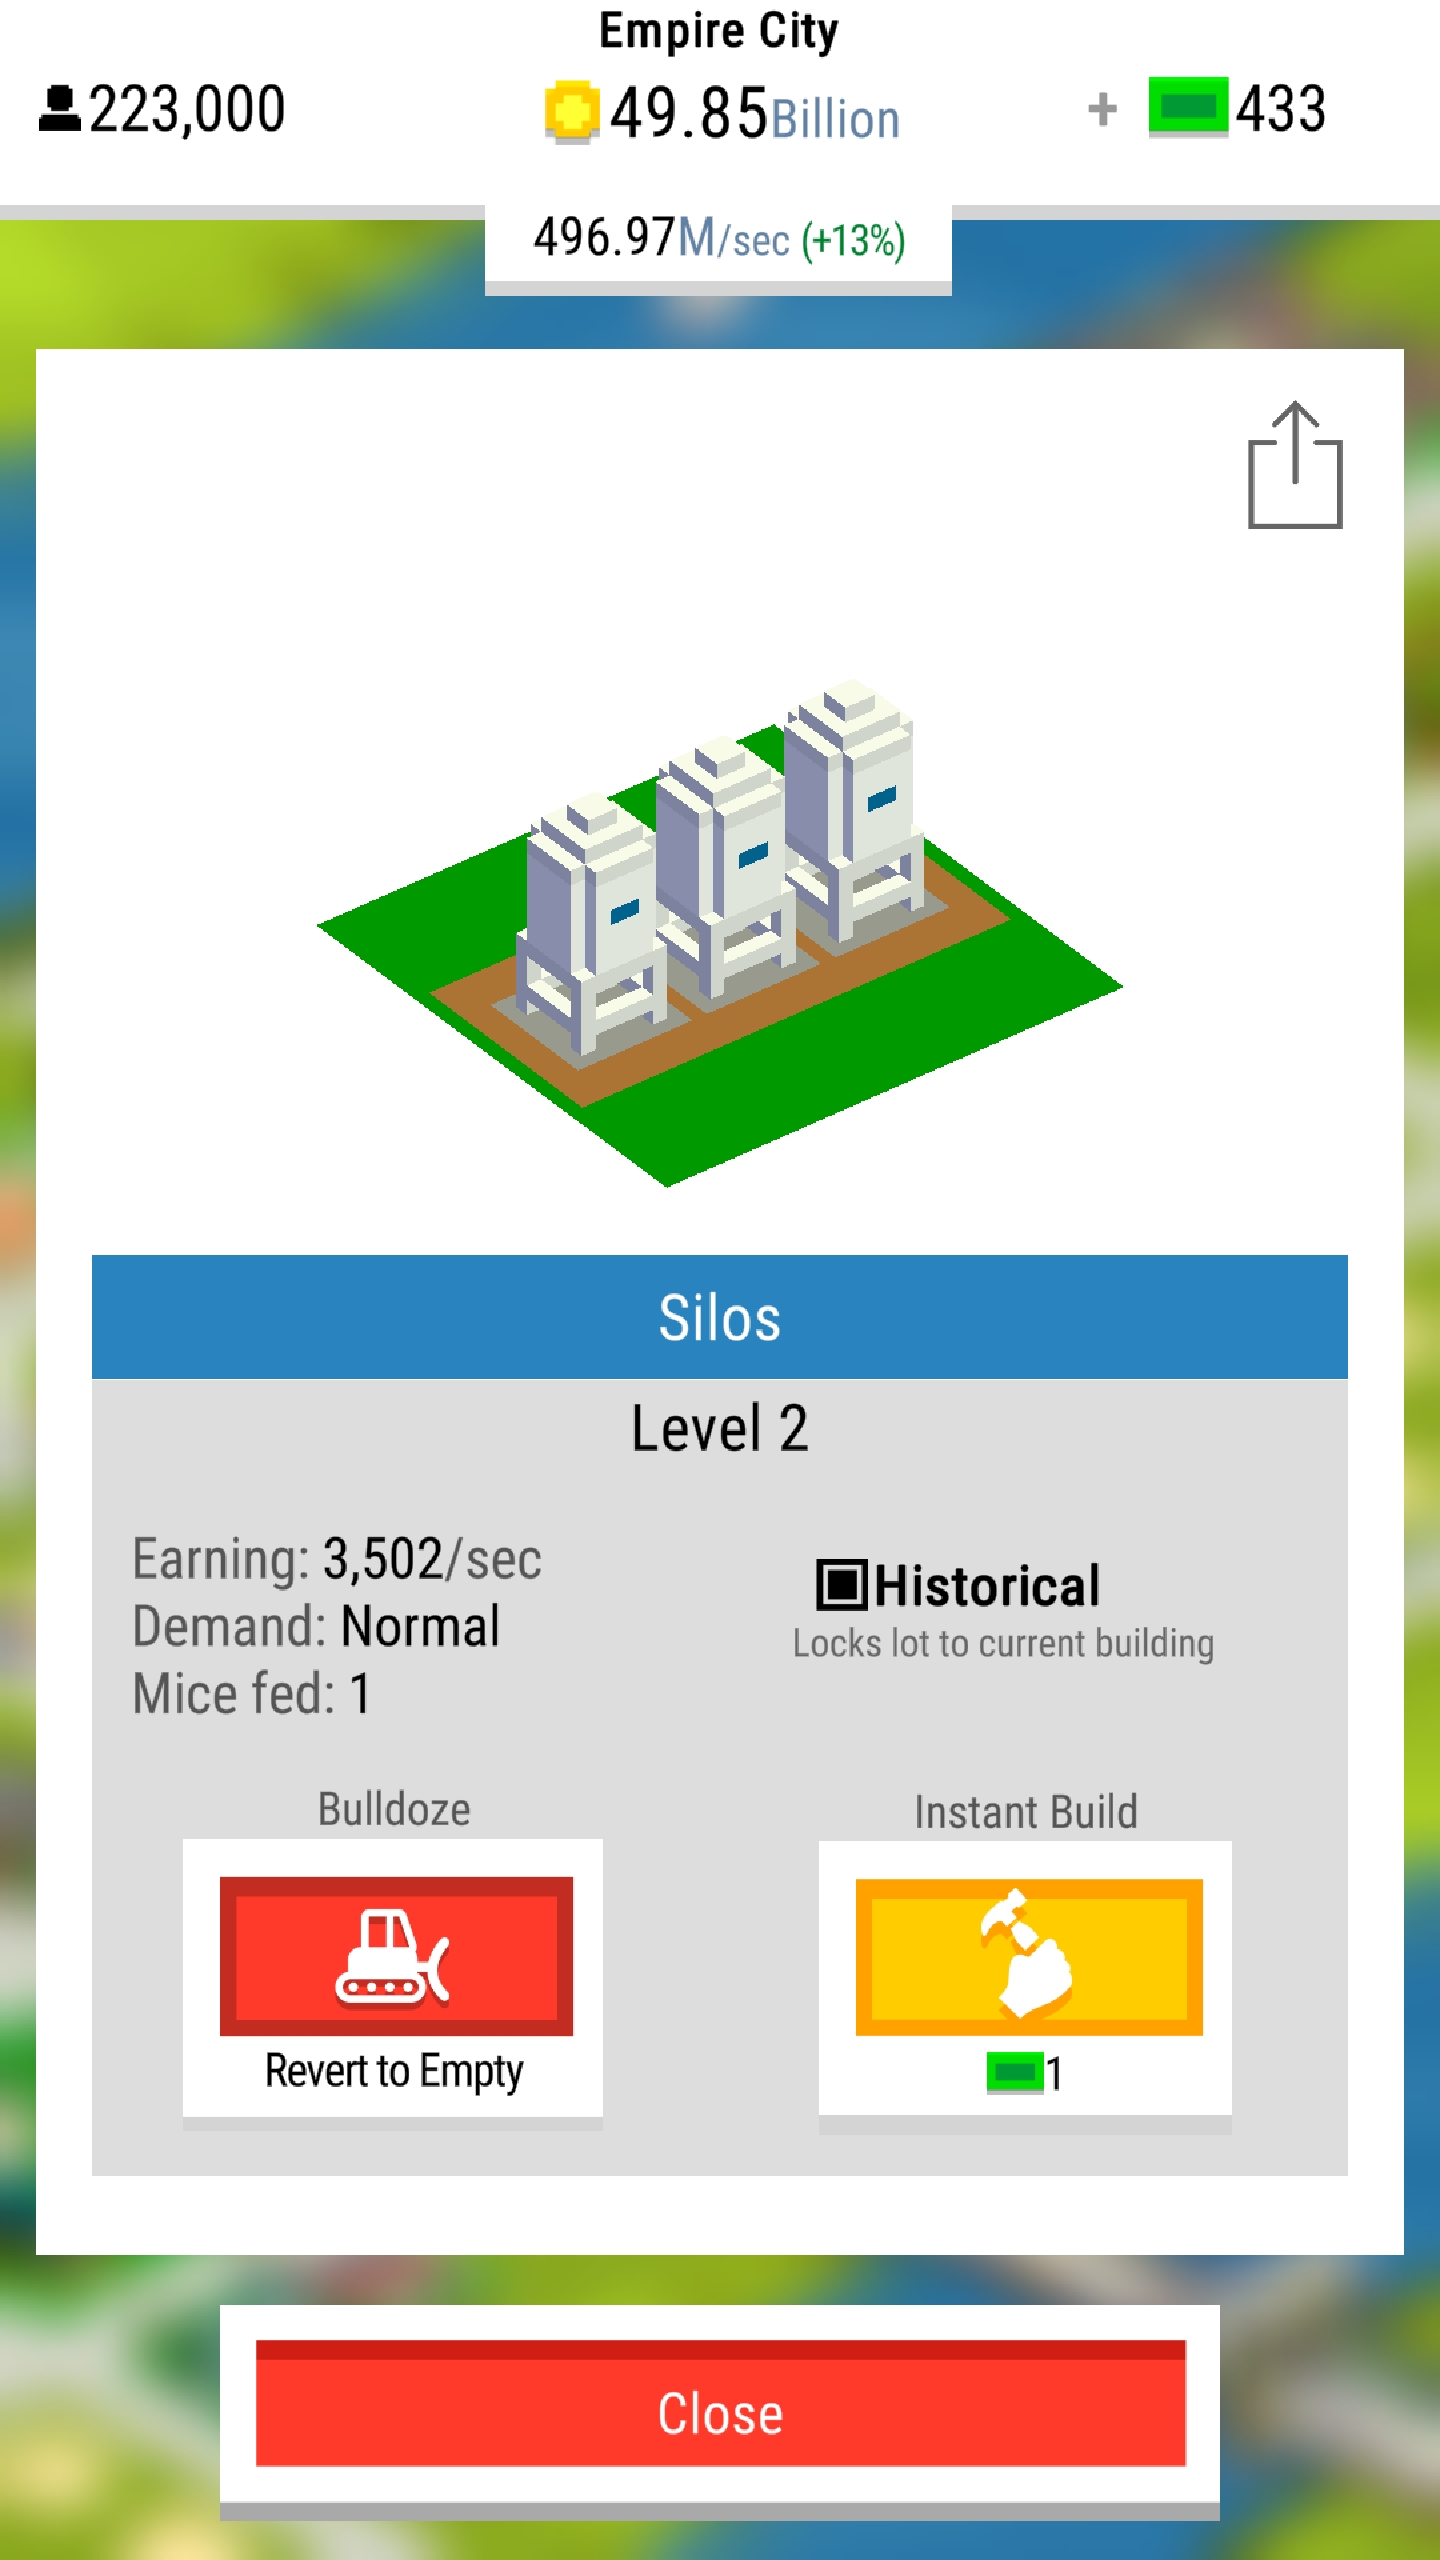 Empire City
223,000
49.85Billion
+ 433
496.97M/sec (+13%)
Silos
Level 2
Earning: 3,502/sec
Demand: Normal
Mice fed: 1
Historical
Locks lot to current building
Bulldoze
Revert to Empty
Instant Build
1
Close